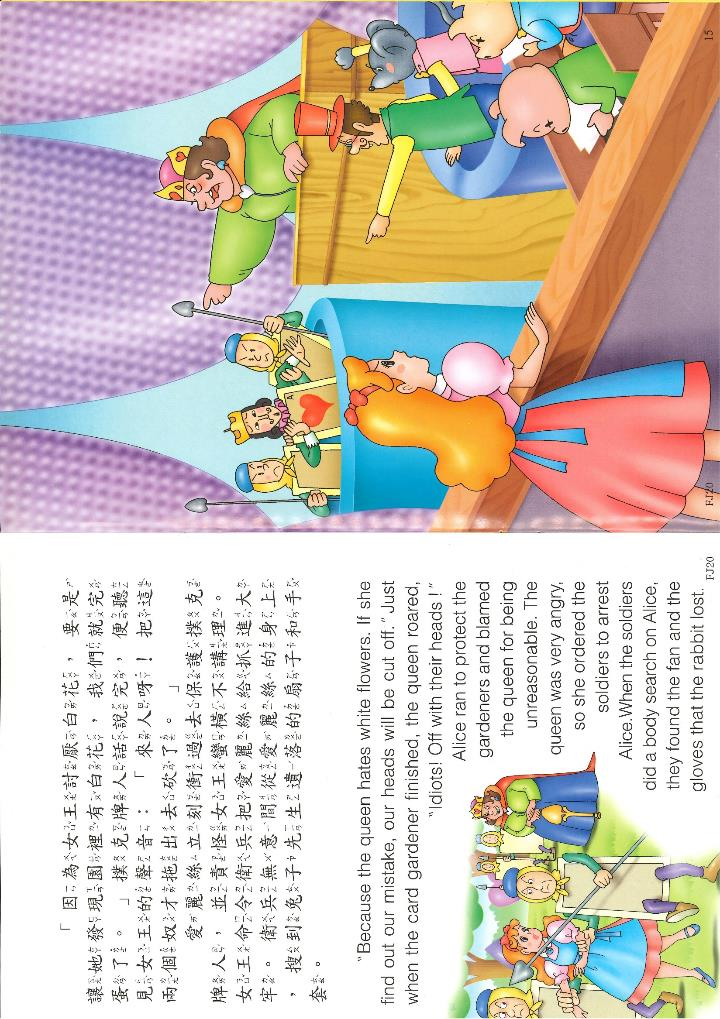 「因為女王討厭白花，要是
讓她發現園裡有白花，我們就完
蛋了。」撲克牌人話說完，便聽
見女王的聲音：「來人呀！把這
兩個奴才拖出去砍了。」
愛麗絲立刻衝過去保護撲克
牌人，並責怪女王蠻橫不講理。
女王命令衛兵把愛麗絲給抓進大
牢。衛兵無意間從愛麗絲的身上
，搜到兔子先生遺落的扇子和手
套。
“Because the queen hates white flowers. If she
find out our mistake, our heads will be cut off.” Just
when the card gardener finished, the queen roared,
“Idiots! Off with their heads !”
Alice ran to protect the
gardeners and blamed
the queen for being
unreasonable. The
queen was very angry,
so she ordered the
soldiers to arrest
Alice.When the soldiers
did a body search on Alice,
they found the fan and the
gloves that the rabbit lost.
FJ20
FJ20
15